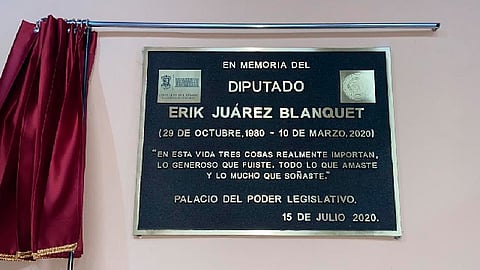 EN MEMORIA DEL
DIPUTADO
ERIK JUÁREZ BLANQUET
(29 DE OCTUBRE,1980 - 10 DE MARZO,2020)
"EN ESTA VIDA TRES COSAS REALMENTE IMPORTAN,
LO GENEROSO QUE FUISTE, TODO LO QUE AMASTE
Y LO MUCHO QUE SOÑASTE."
PALACIO DEL PODER LEGISLATIVO.
15 DE JULIO 2020.